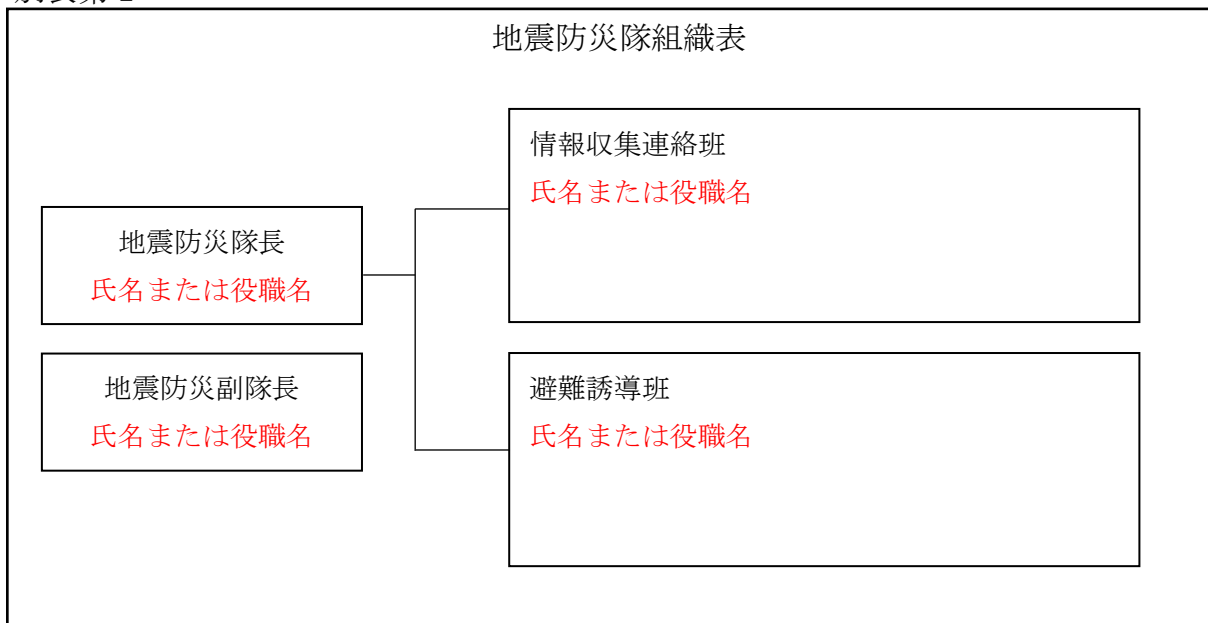 地震防災隊組織表
情報収集連絡班
氏名または役職名
地震防災隊長
氏名または役職名
地震防災副隊長
氏名または役職名
避難誘導班
氏名または役職名